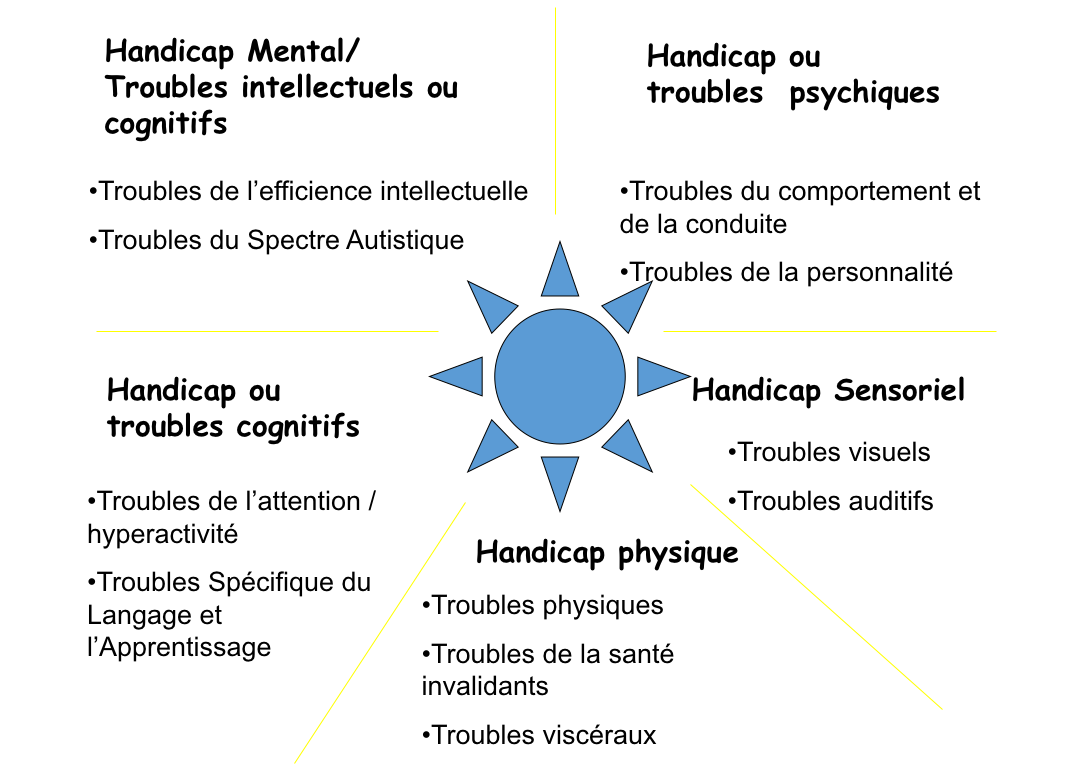 Handicap Mental/
Troubles intellectuels ou
cognitifs
•Troubles de l’efficience intellectuelle
•Troubles du Spectre Autistique
Handicap ou
troubles  psychiques
•Troubles du comportement et
de la conduite
•Troubles de la personnalité
Handicap ou
troubles cognitifs
•Troubles de l’attention /
hyperactivité
•Troubles Spécifique du
Langage et
l’Apprentissage
Handicap Sensoriel
•Troubles visuels
•Troubles auditifs
Handicap physique
•Troubles physiques
•Troubles de la santé
invalidants
•Troubles viscéraux